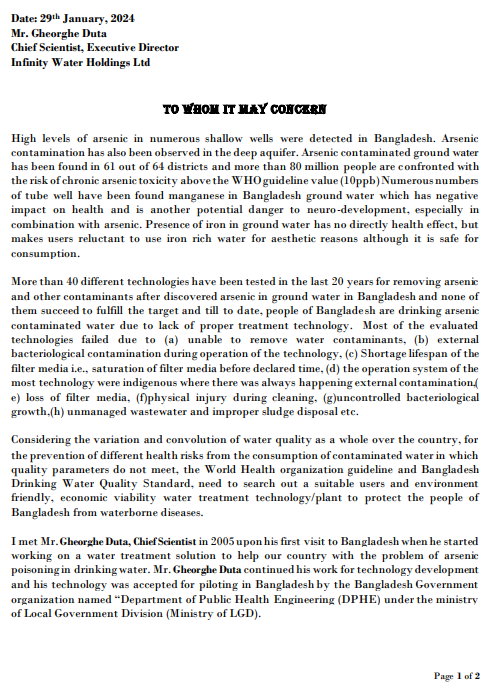 Date: 29th January, 2024
Mr. Gheorghe Duta
Chief Scientist, Executive Director
Infinity Water Holdings Ltd
TO WHOM IT MAY CONCERN
High levels of arsenic in numerous shallow wells were detected in Bangladesh. Arsenic
contamination has also been observed in the deep aquifer. Arsenic contaminated ground water
has been found in 61 out of 64 districts and more than 80 million people are confronted with
the risk of chronic arsenic toxicity above the WHO guideline value (10ppb) Numerous numbers
of tube well have been found manganese in Bangladesh ground water which has negative
impact on health and is another potential danger to neuro-development, especially in
combination with arsenic. Presence of iron in ground water has no directly health effect, but
makes users reluctant to use iron rich water for aesthetic reasons although it is safe for
consumption.
More than 40 different technologies have been tested in the last 20 years for removing arsenic
and other contaminants after discovered arsenic in ground water in Bangladesh and none of
them succeed to fulfill the target and till to date, people of Bangladesh are drinking arsenic
contaminated water due to lack of proper treatment technology. Most of the evaluated
technologies failed due to (a) unable to remove water contaminants, (b) external
bacteriological contamination during operation of the technology, (c) Shortage lifespan of the
filter media i.e., saturation of filter media before declared time, (d) the operation system of the
most technology were indigenous where there was always happening external contamination,(
e) loss of filter media, (f)physical injury during cleaning, (g)uncontrolled bacteriological
growth,(h) unmanaged wastewater and improper sludge disposal etc.
Considering the variation and convolution of water quality as a whole over the country, for
the prevention of different health risks from the consumption of contaminated water in which
quality parameters do not meet, the World Health organization guideline and Bangladesh
Drinking Water Quality Standard, need to search out a suitable users and environment
friendly, economic viability water treatment technology/plant to protect the people of
Bangladesh from waterborne diseases.
I met Mr. Gheorghe Duta, Chief Scientist in 2005 upon his first visit to Bangladesh when he started
working on a water treatment solution to help our country with the problem of arsenic
poisoning in drinking water. Mr. Gheorghe Duta continued his work for technology development
and his technology was accepted for piloting in Bangladesh by the Bangladesh Government
organization named “Department of Public Health Engineering (DPHE) under the ministry
of Local Government Division (Ministry of LGD).
Page 1 of 2